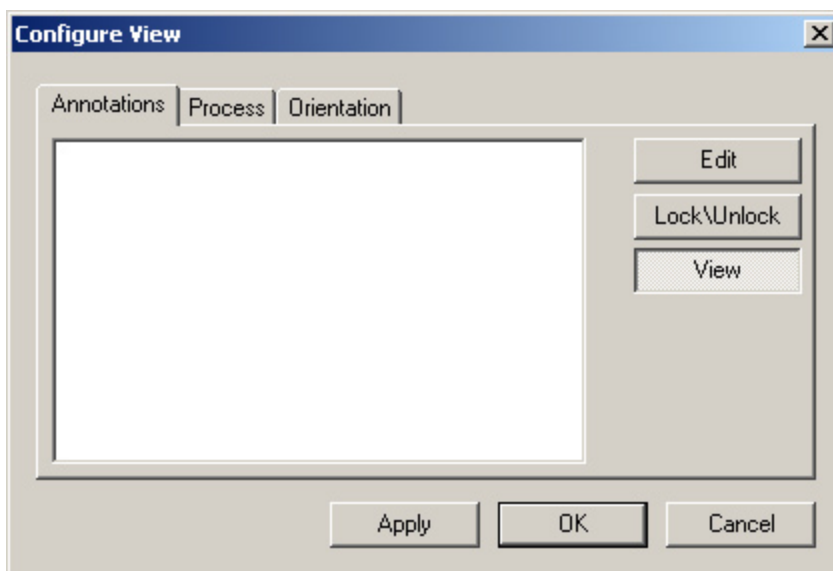 Configure View
Annotations Process Orientation
Edit
Lock\Unlock
View
Apply OK Cancel